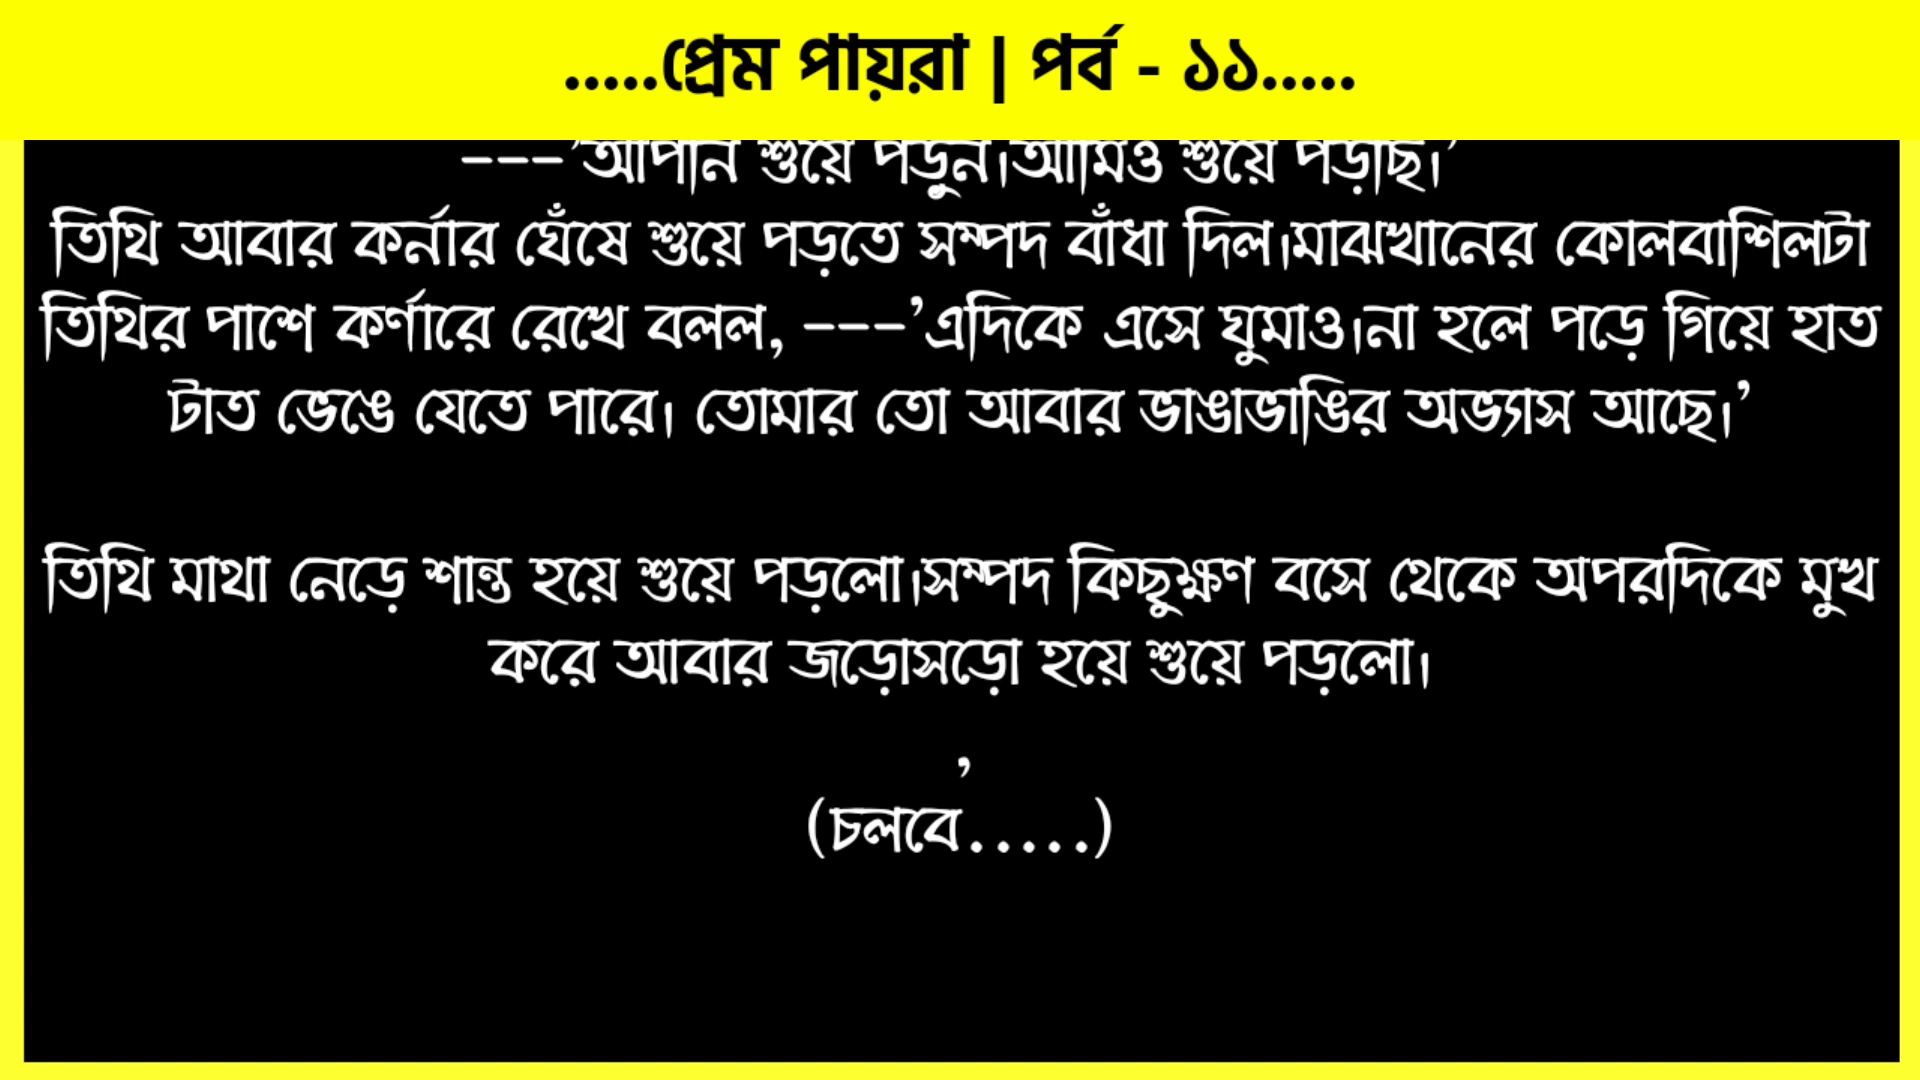 .....প্রেম পায়রা | পর্ব - ১১.....
---’আপনি শুয়ে পড়ুন।আমিও শুয়ে পড়ছি।’
তিথি আবার কর্নার ঘেঁষে শুয়ে পড়তে সম্পদ বাঁধা দিল।মাঝখানের কোলবাশিলটা
তিথির পাশে কর্ণারে রেখে বলল, ---’এদিকে এসে ঘুমাও।না হলে পড়ে গিয়ে হাত
টাত ভেঙে যেতে পারে। তোমার তো আবার ভাঙাভাঙির অভ্যাস আছে।’
তিথি মাথা নেড়ে শান্ত হয়ে শুয়ে পড়লো।সম্পদ কিছুক্ষণ বসে থেকে অপরদিকে মুখ
করে আবার জড়োসড়ো হয়ে শুয়ে পড়লো।
’
(চলবে.....)